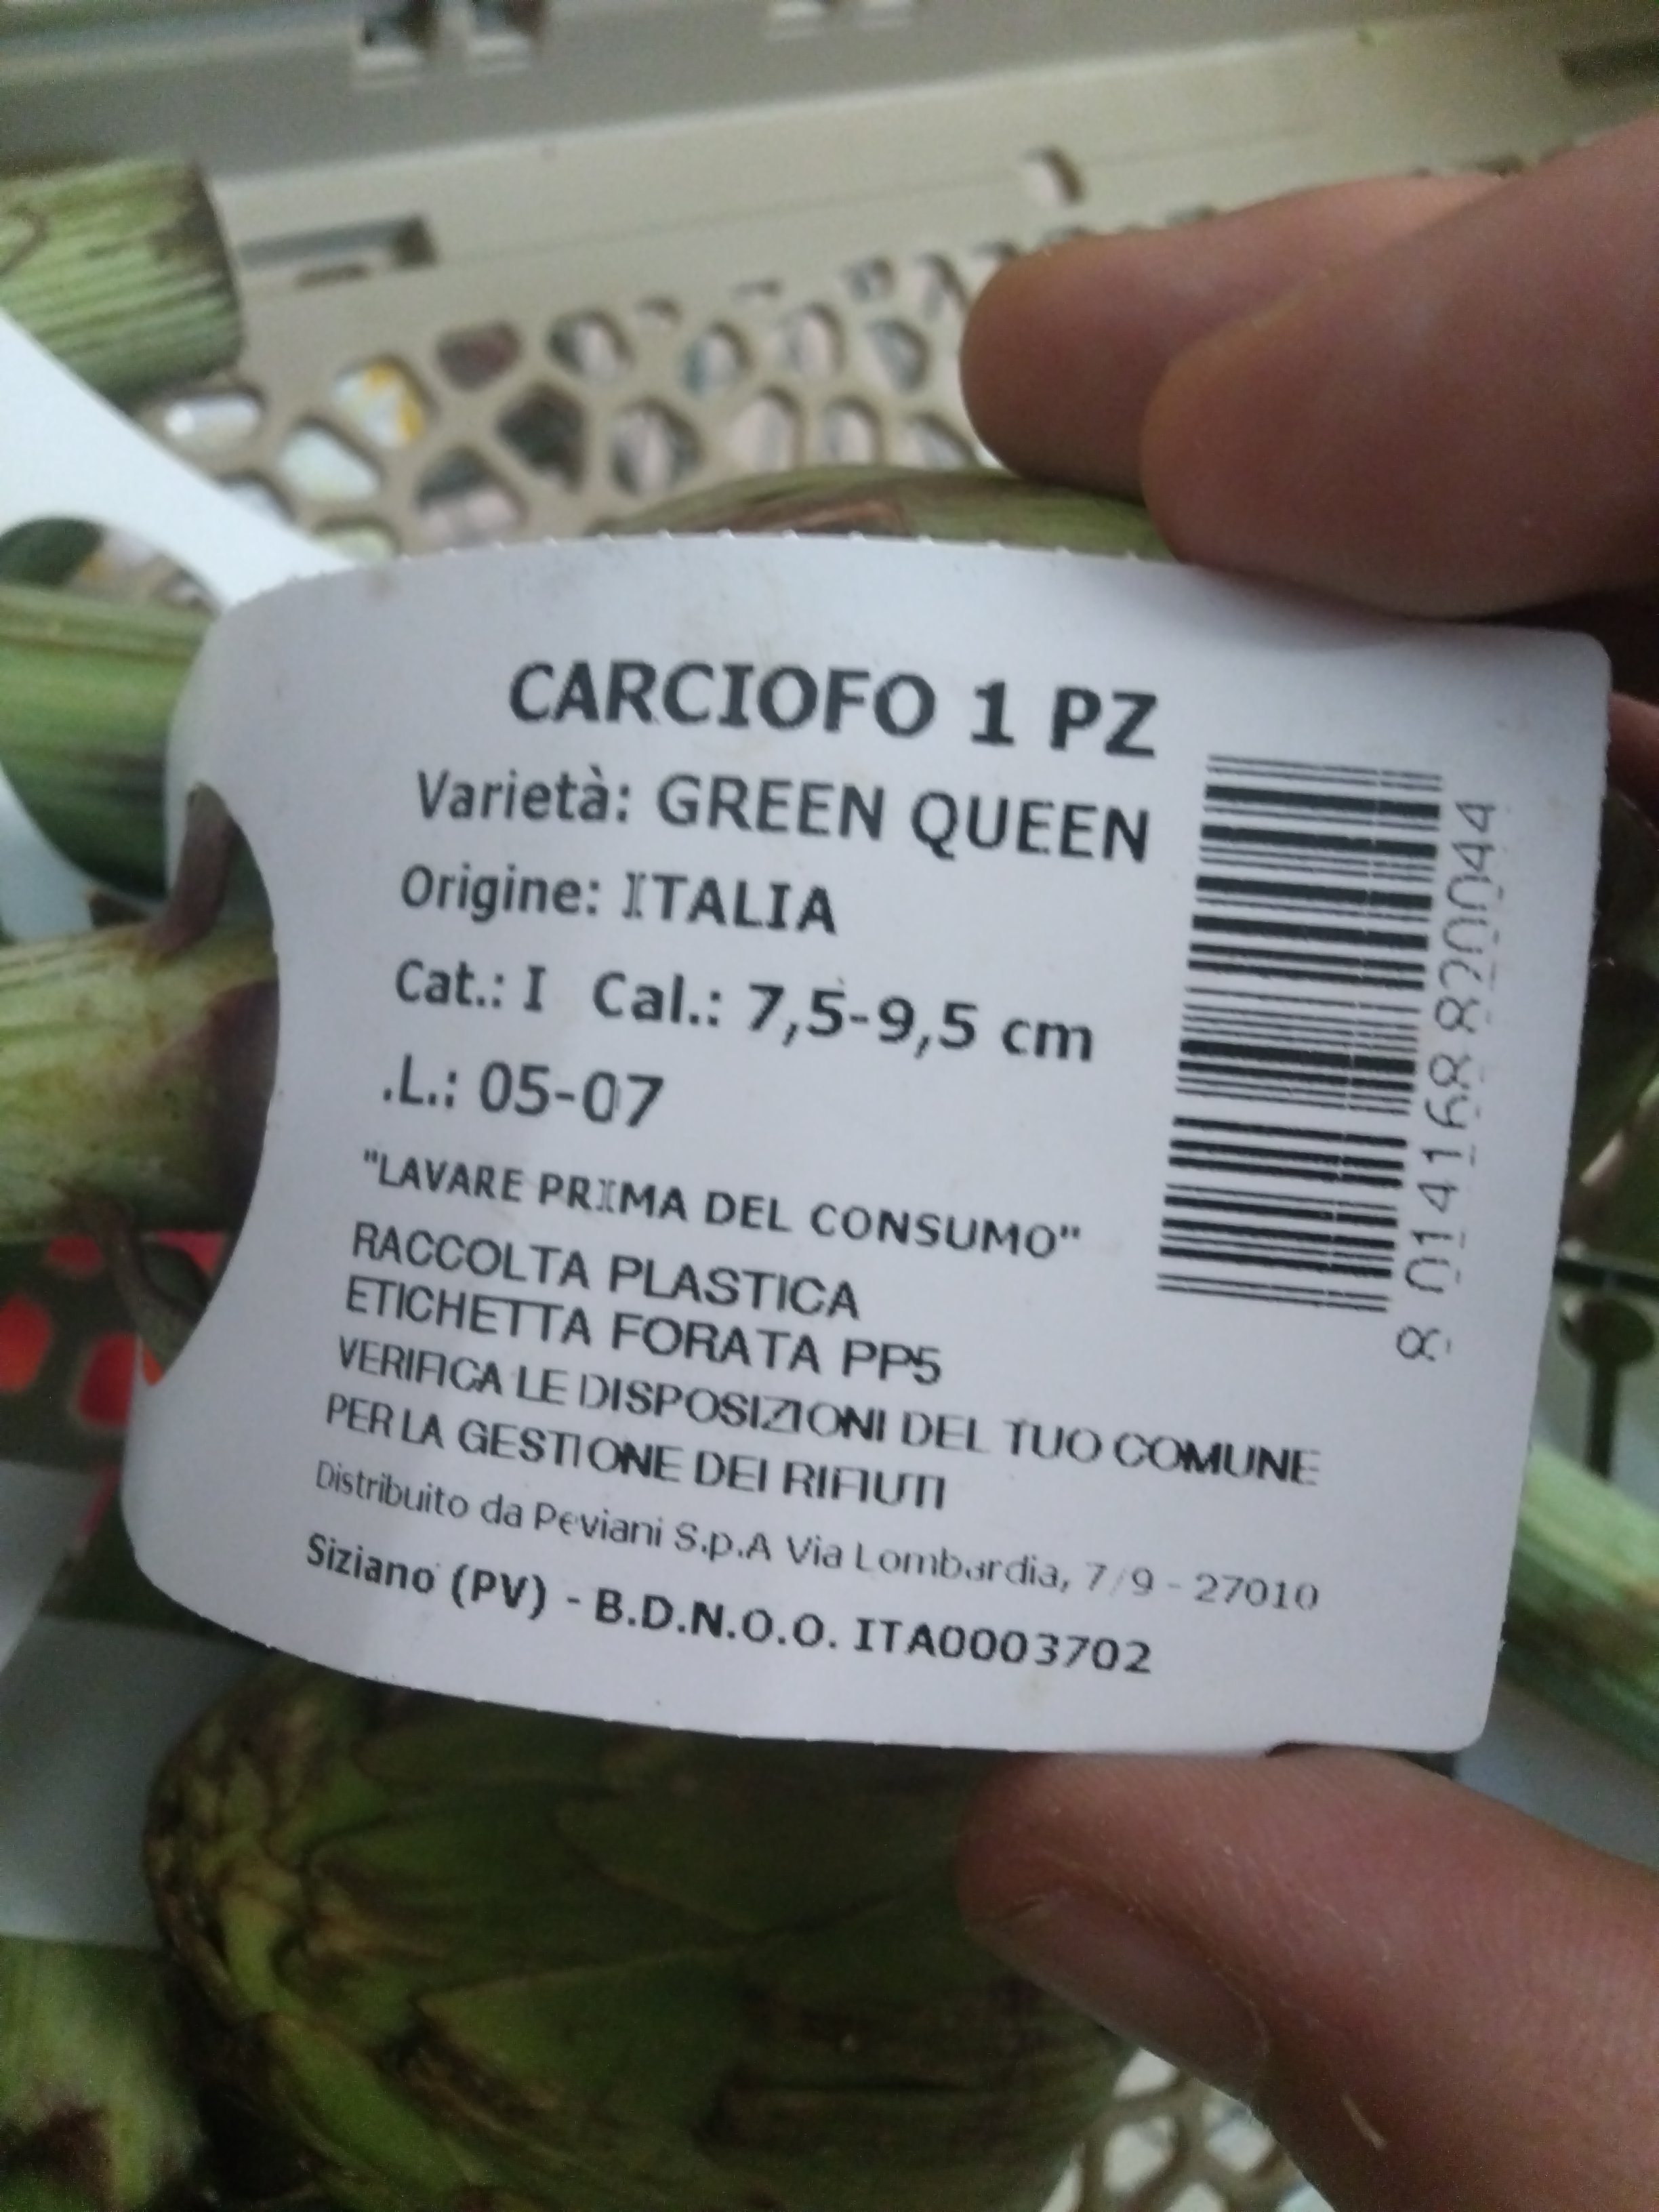 CARCIOFO 1 PZ
Varietà: GREEN QUEEN
Origine: ITALIA
Cat.: I Cal.: 7,5-9,5 cm
.L.: 05-07
"LAVARE PRIMA DEL CONSUMO"
RACCOLTA PLASTICA
ETICHETTA FORATA PP5
VERIFICA LE DISPOSIZIONI DEL TUO COMUNE
PER LA GESTIONE DEI RIFIUTI
Distribuito da Peviani S.p.A Via Lombardia, 7/9 - 27010
Siziano (PV) - B.D.N.O.O. ITA0003702
8 014168 820044